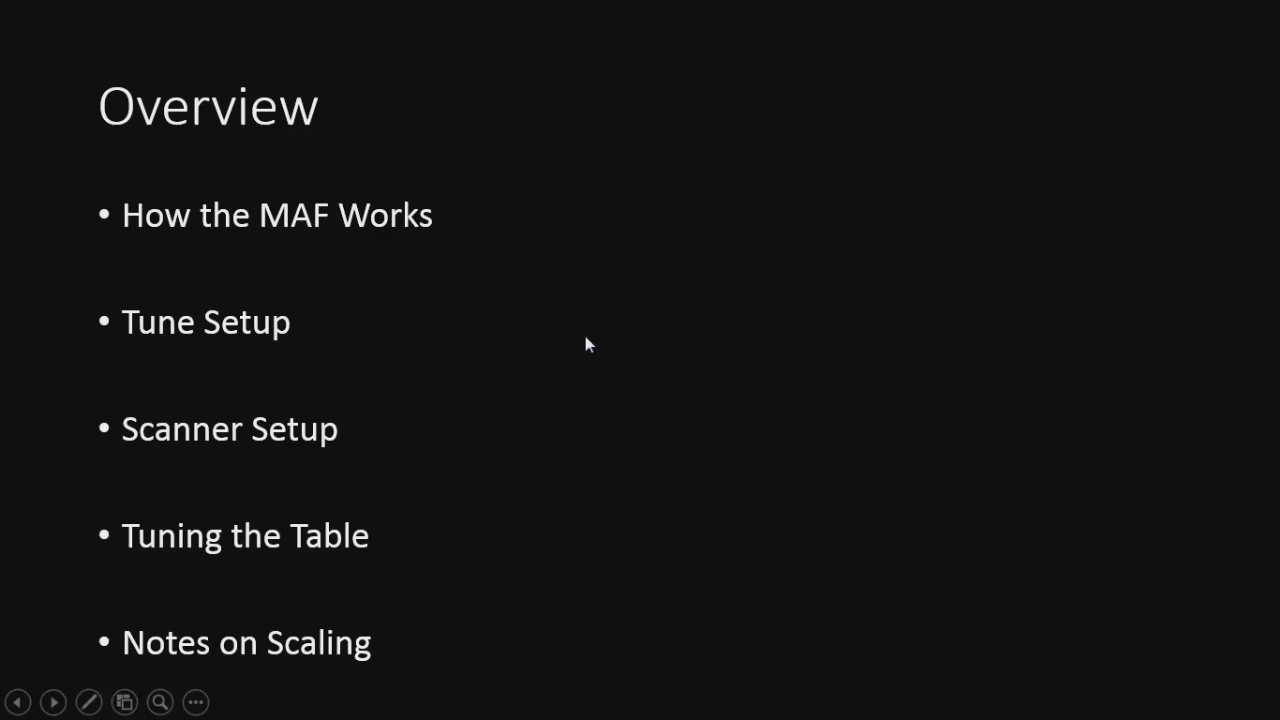 Overview
• How the MAF Works
• Tune Setup
• Scanner Setup
• Tuning the Table
• Notes on Scaling